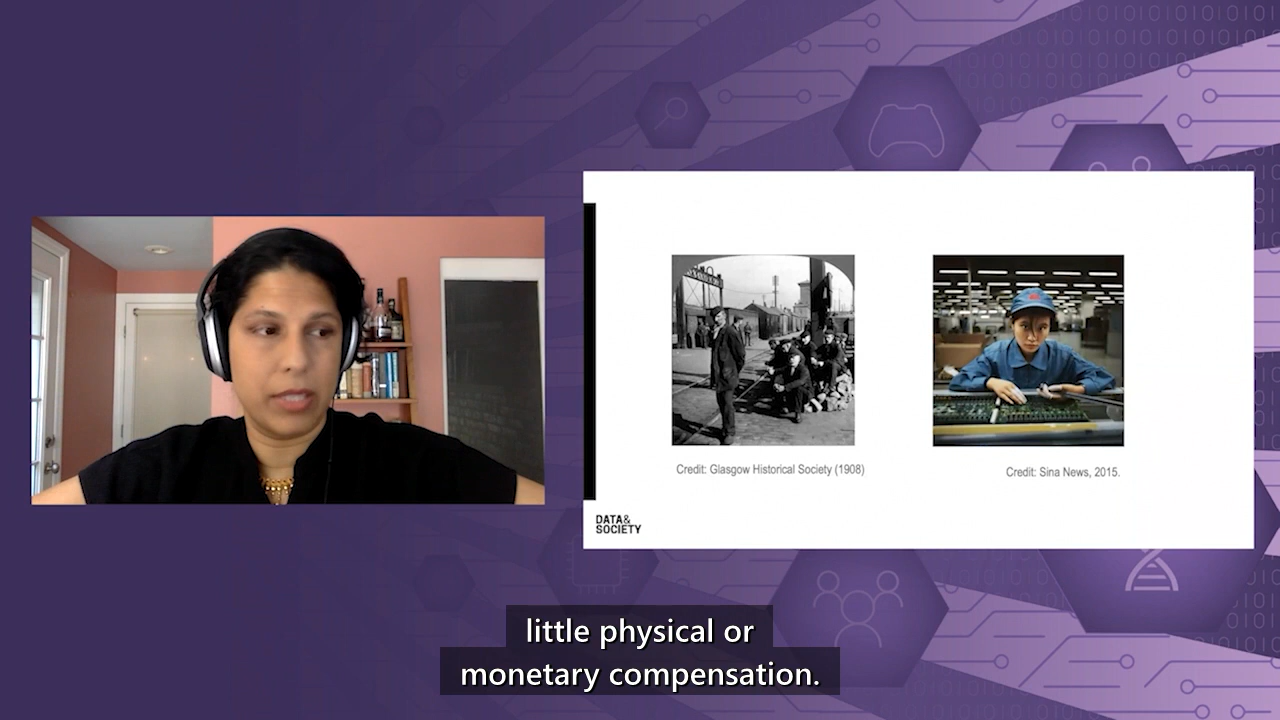 Credit: Glasgow Historical Society (1908)
Credit: Sina News, 2015.
DATA&
SOCIETY
little physical or
monetary compensation.